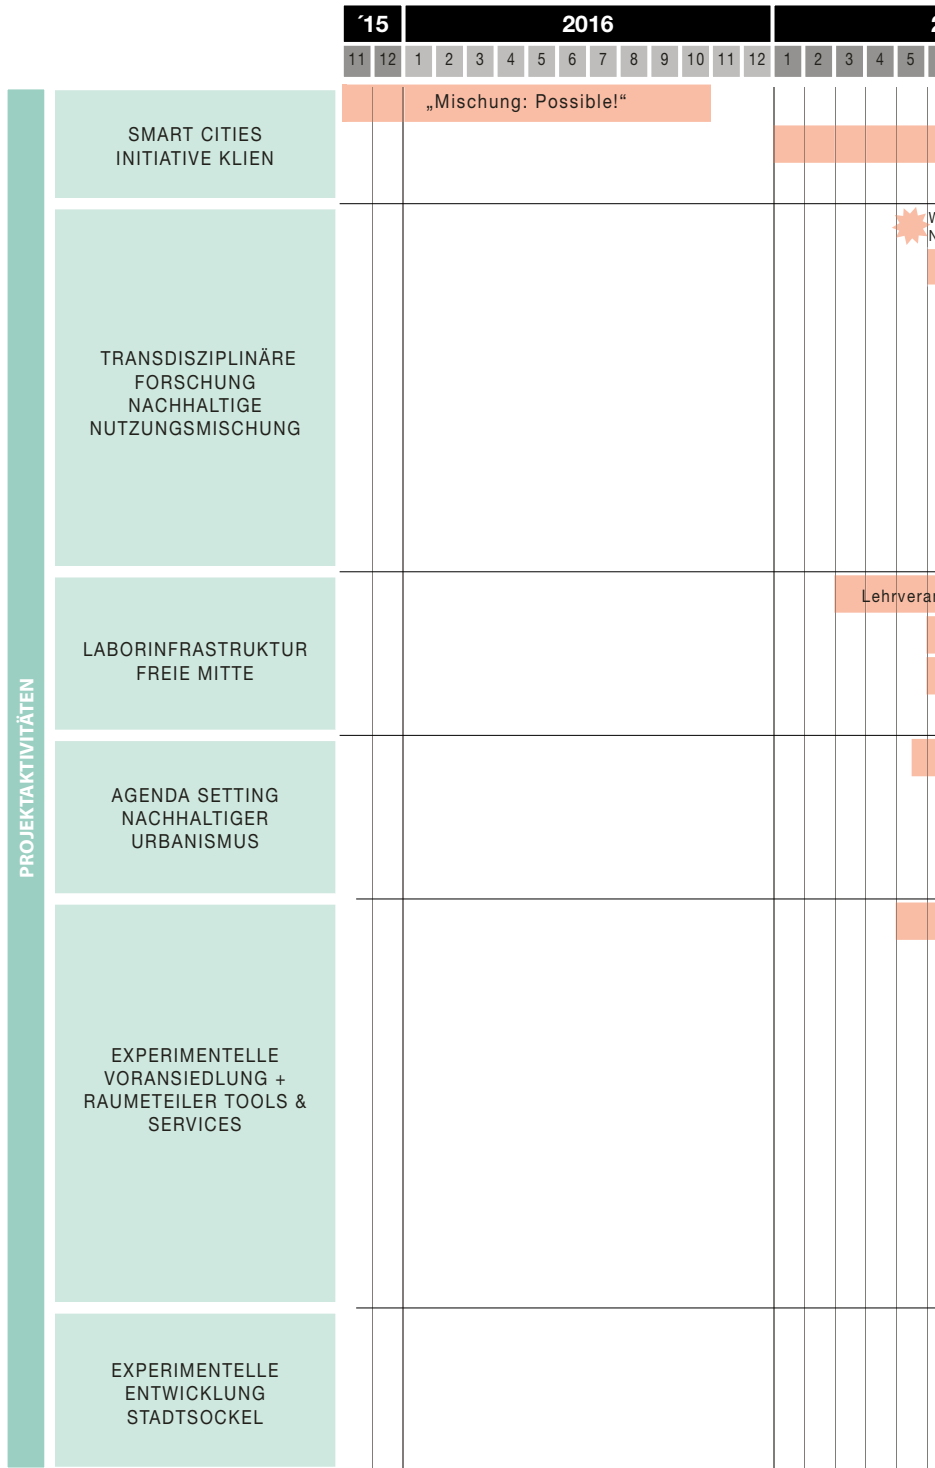 ´15 2016 2
11 12 1 2 3 4 5 6 7 8 9 10 11 12 1 2 3 4 5
„Mischung: Possible!“
SMART CITIES
INITIATIVE KLIEN
W
N
TRANSDISZIPLINÄRE
FORSCHUNG
NACHHALTIGE
NUTZUNGSMISCHUNG
Lehrveran
LABORINFRASTRUKTUR
FREIE MITTE
PROJEKTAKTIVITÄTEN
AGENDA SETTING
NACHHALTIGER
URBANISMUS
EXPERIMENTELLE
VORANSIEDLUNG +
RAUMETEILER TOOLS &
SERVICES
EXPERIMENTELLE
ENTWICKLUNG
STADTSOCKEL